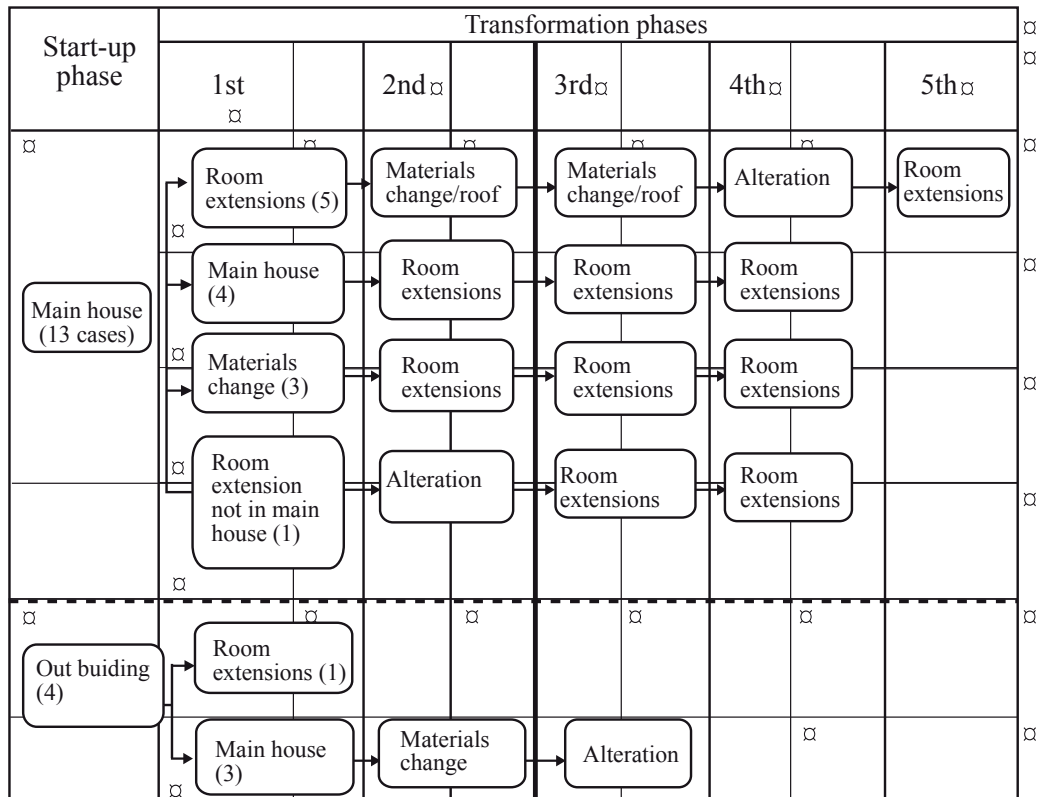 Start-up
phase
Transformation phases
1st
2nd¤
3rd¤
4th¤
5th¤
¤
¤
¤
¤
¤
¤
¤
¤
¤
Room
extensions (5)
Materials
change/roof
Materials
change/roof
Alteration
Room
extensions
¤
¤
Main house
(13 cases)
Main house
(4)
Room
extensions
Room
extensions
Room
extensions
¤
¤
Materials
change (3)
Room
extensions
Room
extensions
Room
extensions
¤
¤
Room
extension
not in main
house (1)
Alteration
Room
extensions
Room
extensions
¤
¤
¤
¤
¤
¤
¤
¤
Out buiding
(4)
Room
extensions (1)
Main house
(3)
Materials
change
Alteration
¤
¤
¤